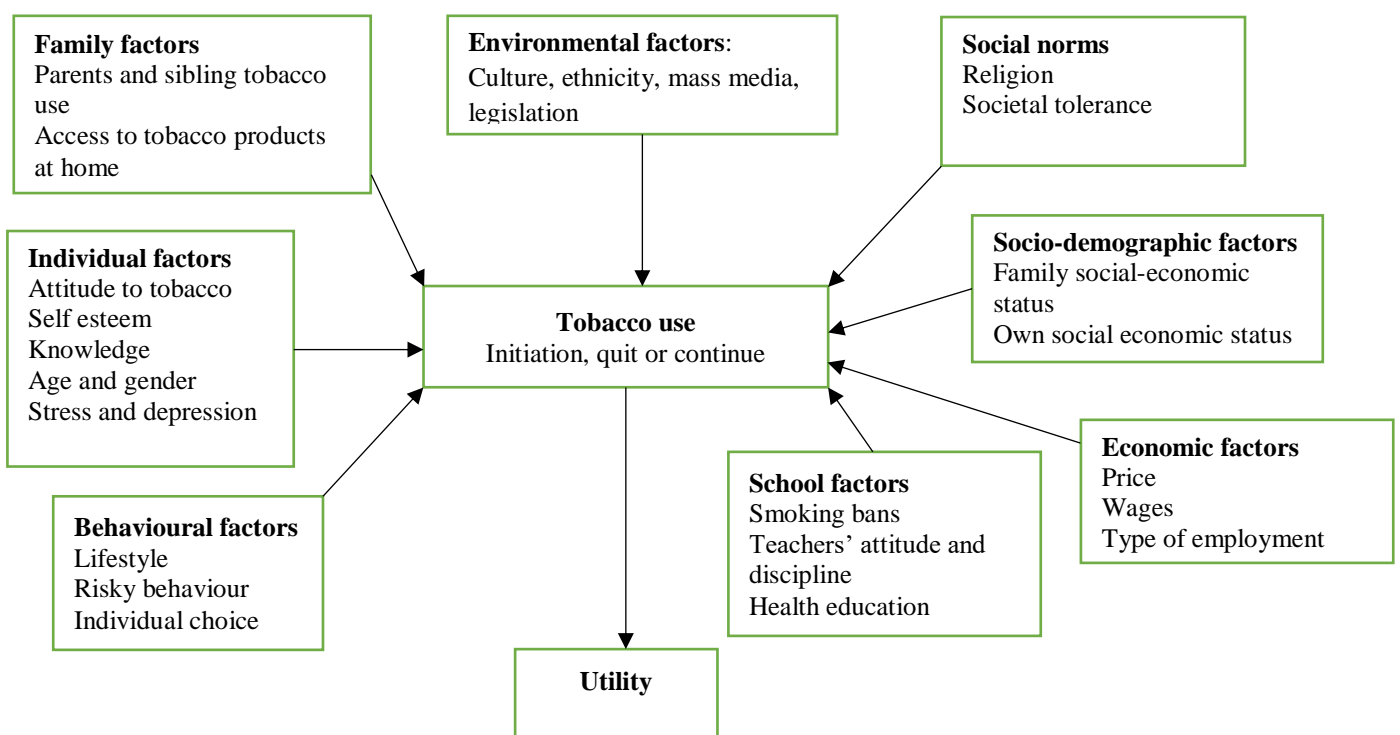 Family factors
Parents and sibling tobacco
use
Access to tobacco products
at home
Environmental factors:
Culture, ethnicity, mass media,
legislation
Social norms
Religion
Societal tolerance
Individual factors
Attitude to tobacco
Self esteem
Knowledge
Age and gender
Stress and depression
Tobacco use
Initiation, quit or continue
Socio-demographic factors
Family social-economic
status
Own social economic status
Behavioural factors
Lifestyle
Risky behaviour
Individual choice
School factors
Smoking bans
Teachers’ attitude and
discipline
Health education
Economic factors
Price
Wages
Type of employment
Utility